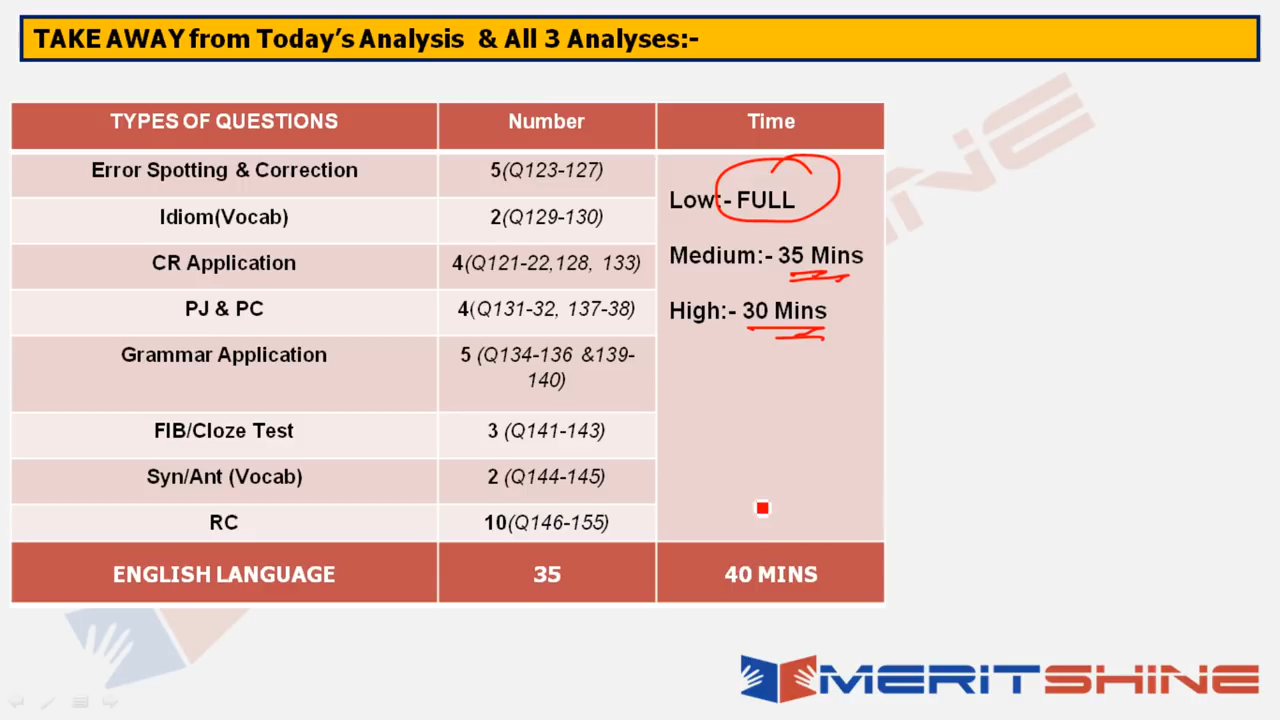 TAKE AWAY from Today's Analysis & All 3 Analyses:-
TYPES OF QUESTIONS Number Time
Error Spotting & Correction 5(Q123-127)
Low:- FULL
Idiom(Vocab) 2(Q129-130)
Medium:- 35 Mins
CR Application 4(Q121-22,128, 133)
High:- 30 Mins
PJ & PC 4(Q131-32, 137-38)
Grammar Application 5 (Q134-136 &139-
140)
FIB/Cloze Test 3 (Q141-143)
Syn/Ant (Vocab) 2 (Q144-145)
RC 10(Q146-155)
ENGLISH LANGUAGE 35 40 MINS
MERITSHINE